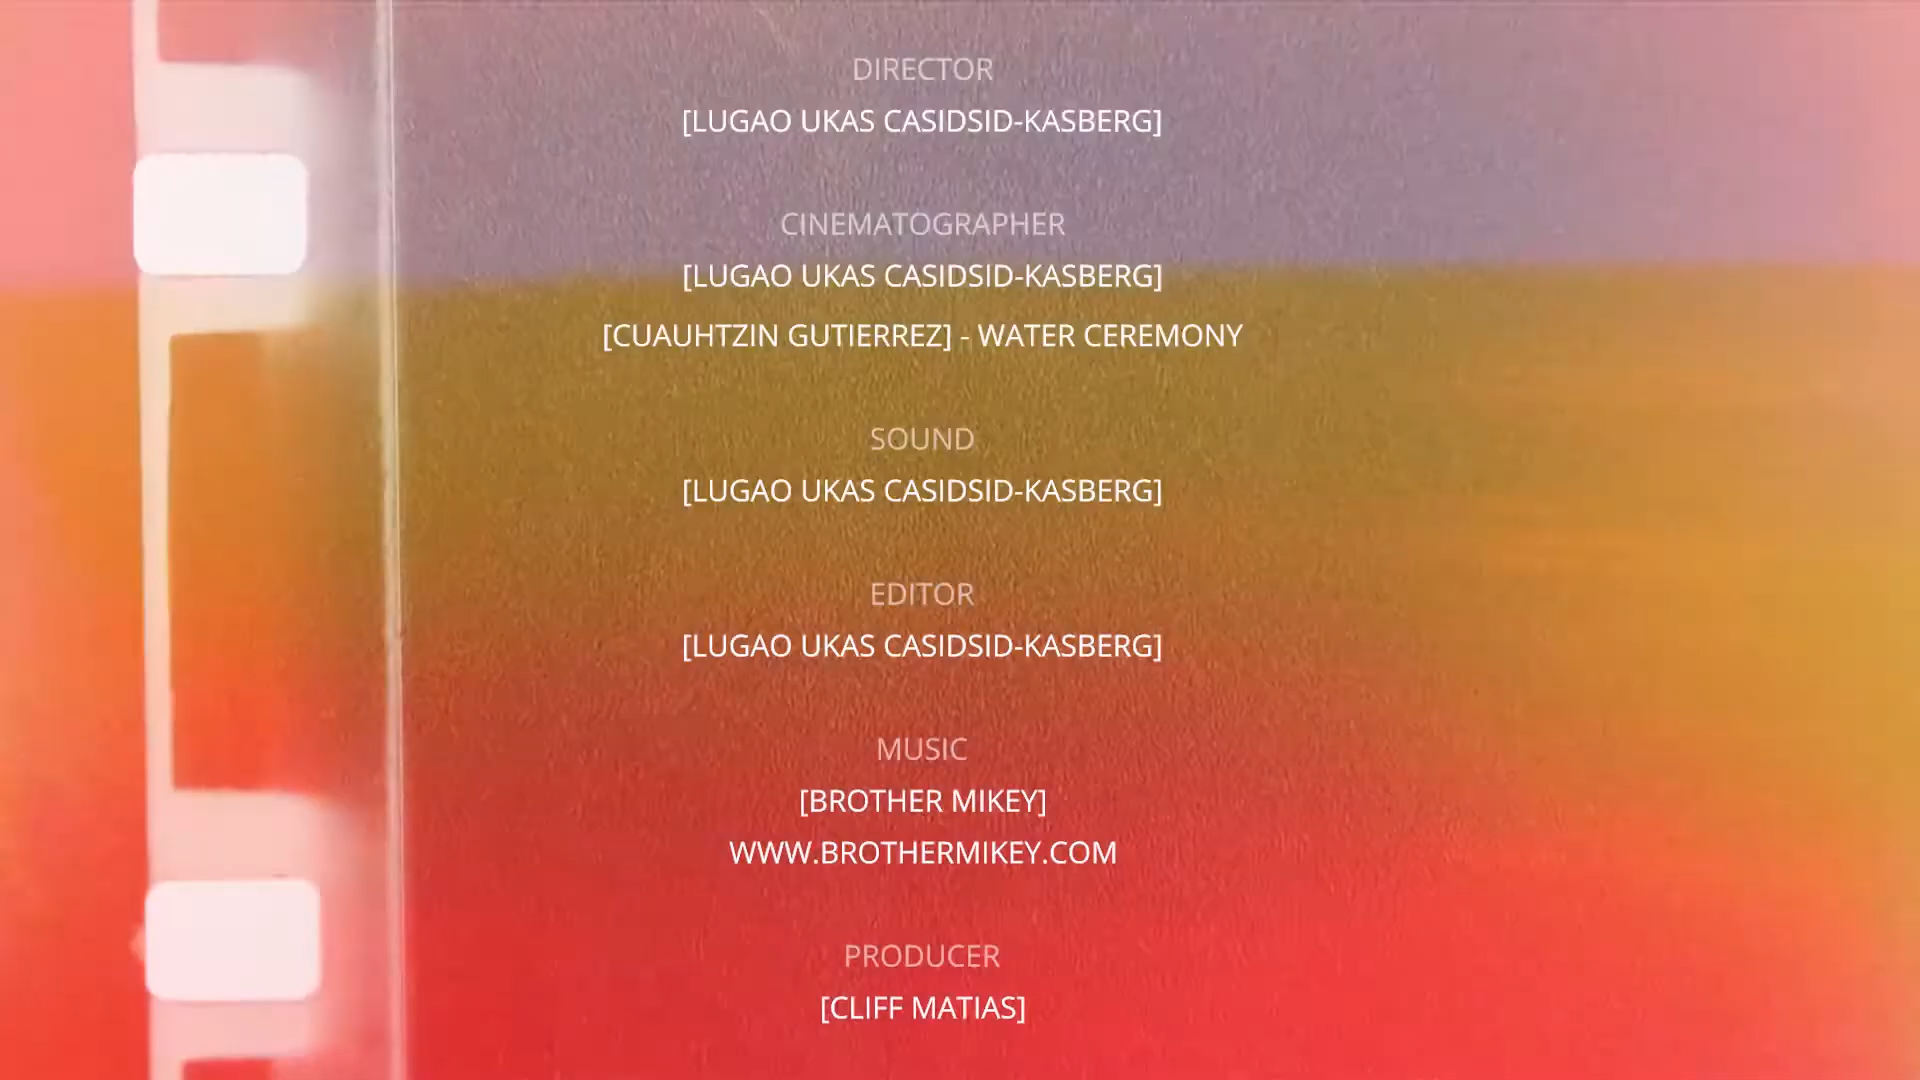 DIRECTOR
[LUGAO UKAS CASIDSID-KASBERG]
CINEMATOGRAPHER
[LUGAO UKAS CASIDSID-KASBERG]
[CUAUHTZIN GUTIERREZ] - WATER CEREMONY
SOUND
[LUGAO UKAS CASIDSID-KASBERG]
EDITOR
[LUGAO UKAS CASIDSID-KASBERG]
MUSIC
[BROTHER MIKEY]
WWW.BROTHERMIKEY.COM
PRODUCER
[CLIFF MATIAS]